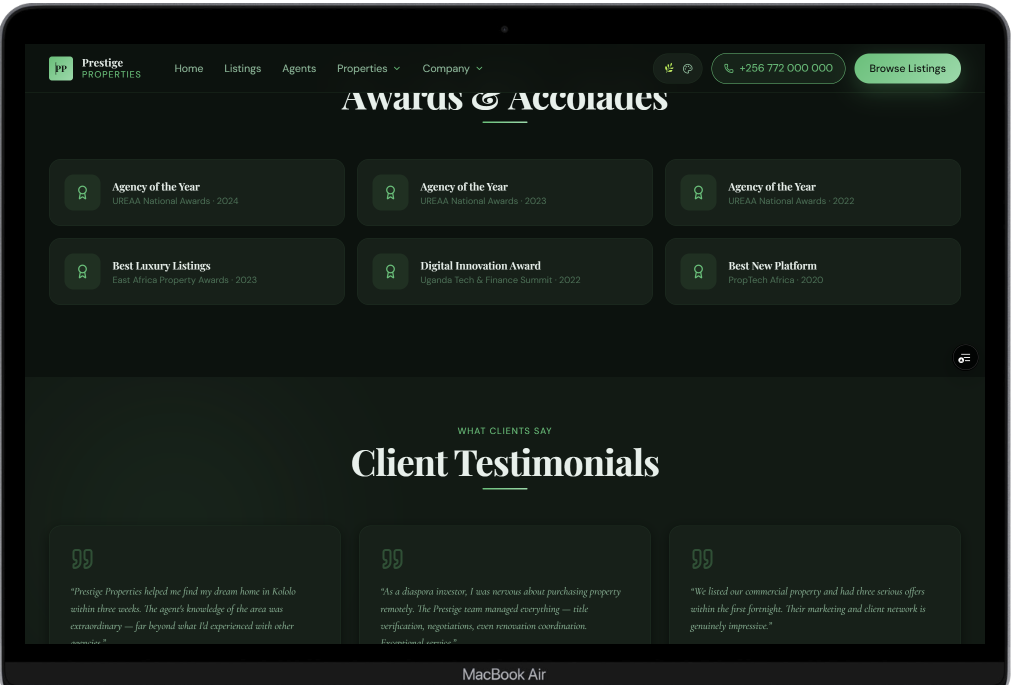 PP
Prestige
PROPERTIES
Home
Listings
Agents
Properties
Company
+256 772 000 000
Browse Listings
Awards & Accolades
Agency of the Year
UREAA National Awards · 2024
Agency of the Year
UREAA National Awards · 2023
Agency of the Year
UREAA National Awards · 2022
Best Luxury Listings
East Africa Property Awards · 2023
Digital Innovation Award
Uganda Tech & Finance Summit · 2022
Best New Platform
PropTech Africa · 2020
WHAT CLIENTS SAY
Client Testimonials
"Prestige Properties helped me find my dream home in Kololo
within three weeks. The agent's knowledge of the area was
extraordinary — far beyond what I'd experienced with other
agencies."
"As a diaspora investor, I was nervous about purchasing property
remotely. The Prestige team managed everything — title
verification, negotiations, even renovation coordination.
Exceptional service."
"We listed our commercial property and had three serious offers
within the first fortnight. Their marketing and client network is
genuinely impressive."
MacBook Air